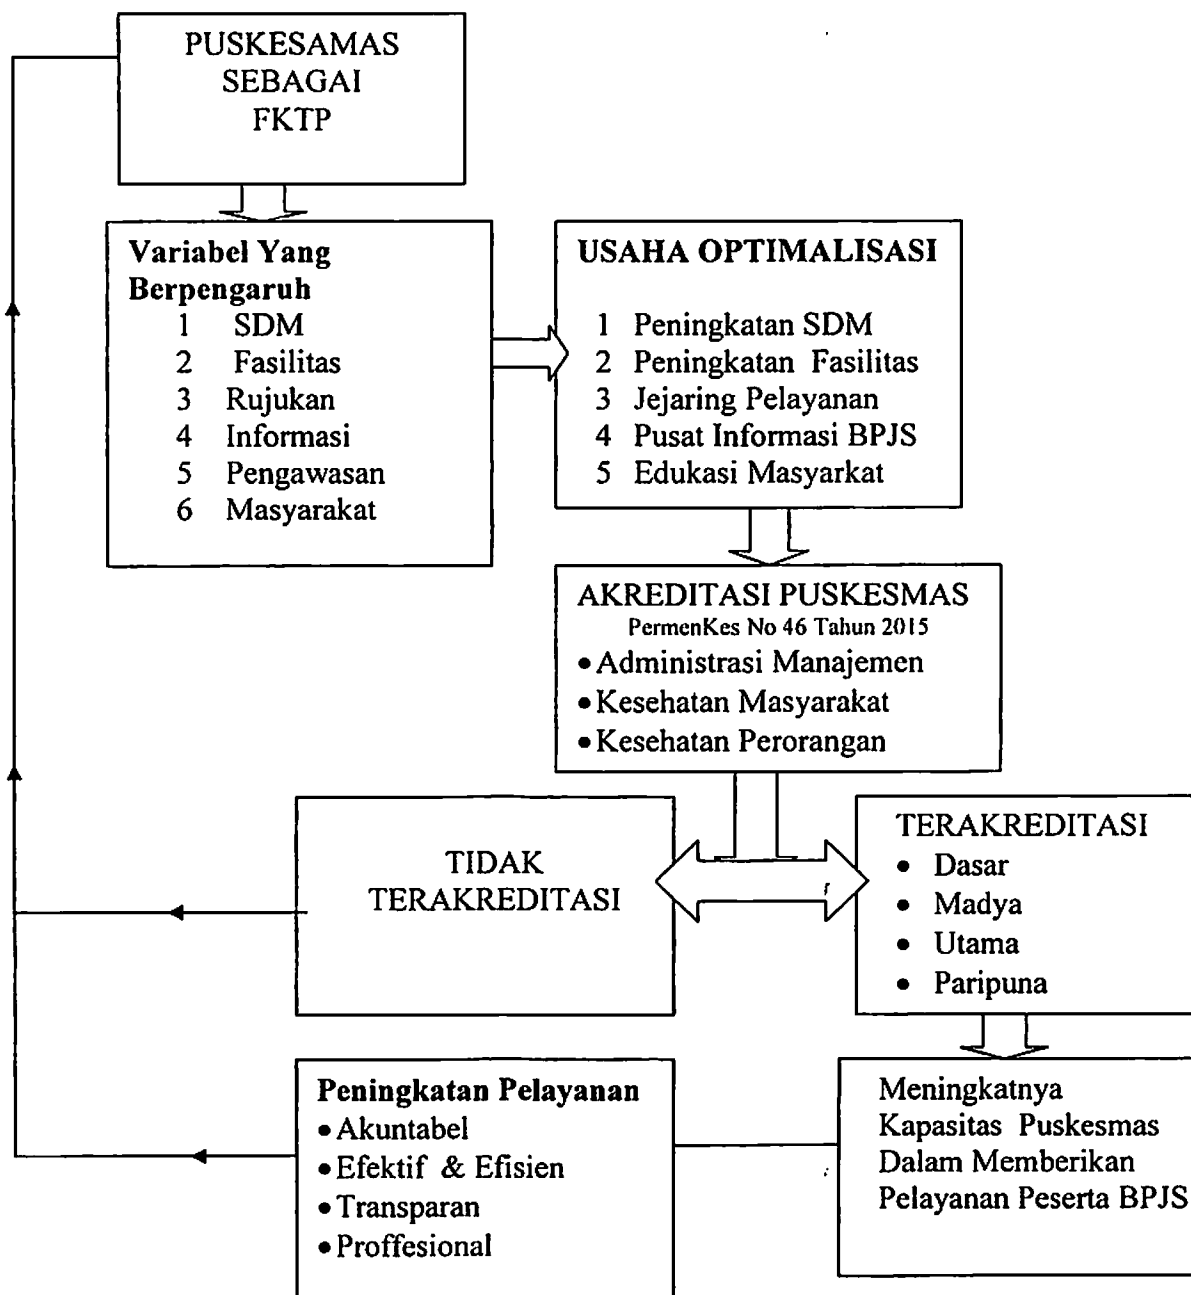 PUSKESAMAS
SEBAGAI
FKTP
Variabel Yang
Berpengaruh
1 SDM
2 Fasilitas
3 Rujukan
4 Informasi
5 Pengawasan
6 Masyarakat
USAHA OPTIMALISASI
1 Peningkatan SDM
2 Peningkatan Fasilitas
3 Jejaring Pelayanan
4 Pusat Informasi BPJS
5 Edukasi Masyarkat
AKREDITASI PUSKESMAS
PermenKes No 46 Tahun 2015
• Administrasi Manajemen
• Kesehatan Masyarakat
• Kesehatan Perorangan
TIDAK
TERAKREDITASI
TERAKREDITASI
• Dasar
• Madya
• Utama
• Paripuna
Peningkatan Pelayanan
• Akuntabel
• Efektif & Efisien
• Transparan
• Proffesional
Meningkatnya
Kapasitas Puskesmas
Dalam Memberikan
Pelayanan Peserta BPJS